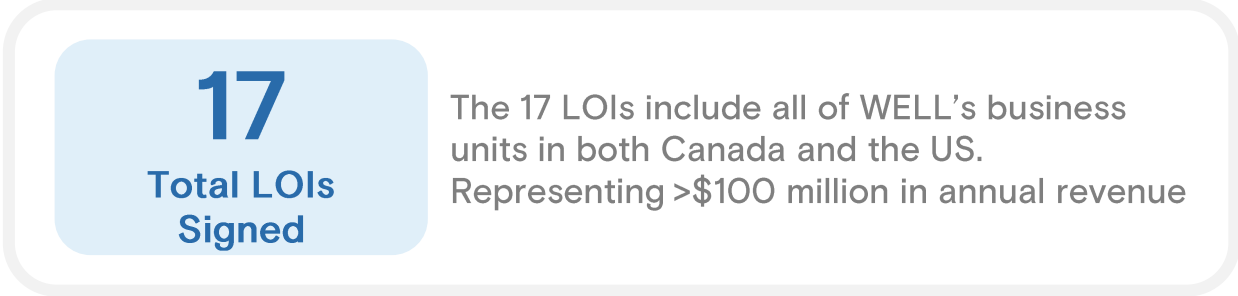 17
Total LOIs
Signed
The 17 LOIs include all of WELL’s business
units in both Canada and the US.
Representing >$100 million in annual revenue